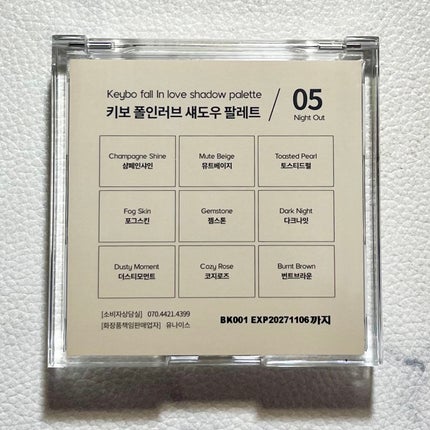 Keybo fall In love shadow palette
키보 폴인러브 섀도우 팔레트
05
Night Out
Champagne Shine
샴페인샤인
Mute Beige
뮤트베이지
Toasted Pearl
토스티드펄
Fog Skin
포그스킨
Gemstone
젬스톤
Dark Night
다크나잇
Dusty Moment
더스티모먼트
Cozy Rose
코지로즈
Burnt Brown
번트브라운
[소비자상담실] 070.4421.4399
[화장품책임판매업자] 유나이스
BK001 EXP20271106까지